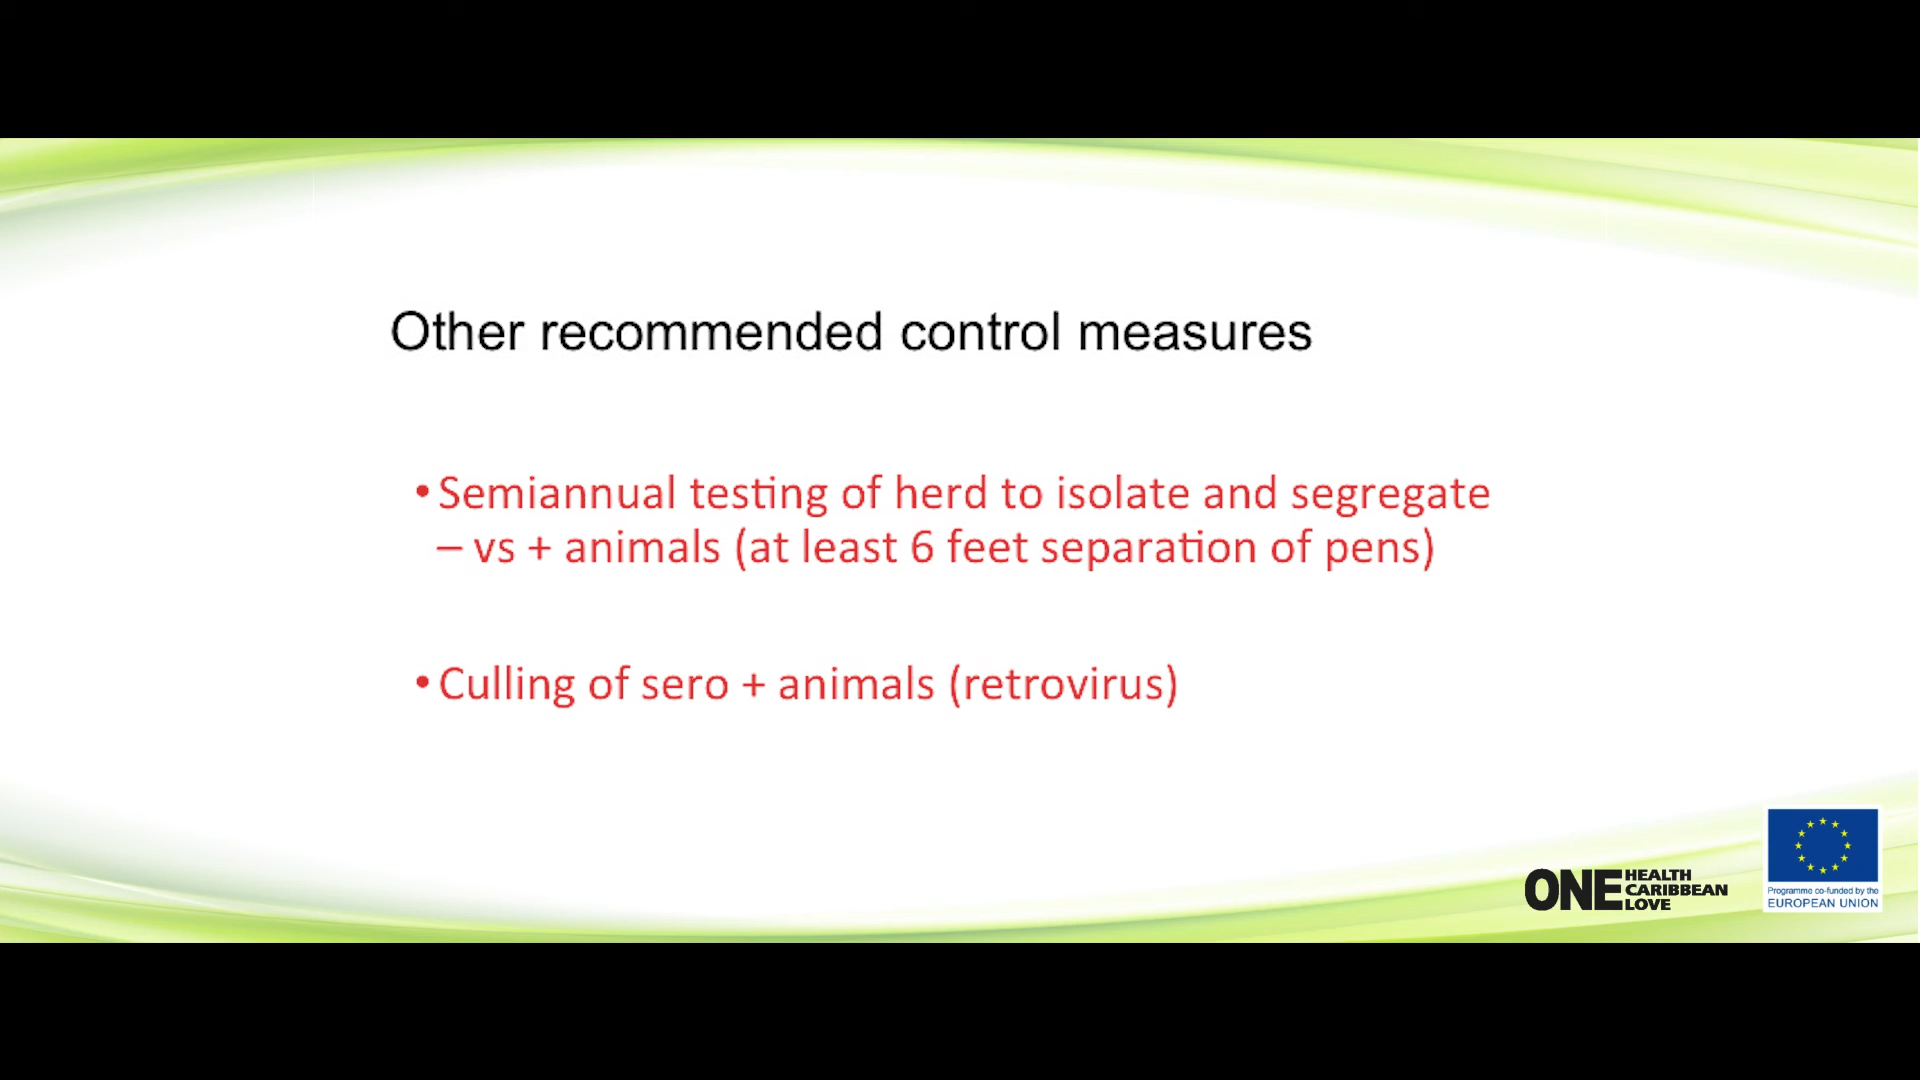 Other recommended control measures
• Semiannual testing of herd to isolate and segregate
– vs + animals (at least 6 feet separation of pens)
• Culling of sero + animals (retrovirus)
ONE HEALTH
CARIBBEAN
LOVE
Programme co-funded by the
EUROPEAN UNION